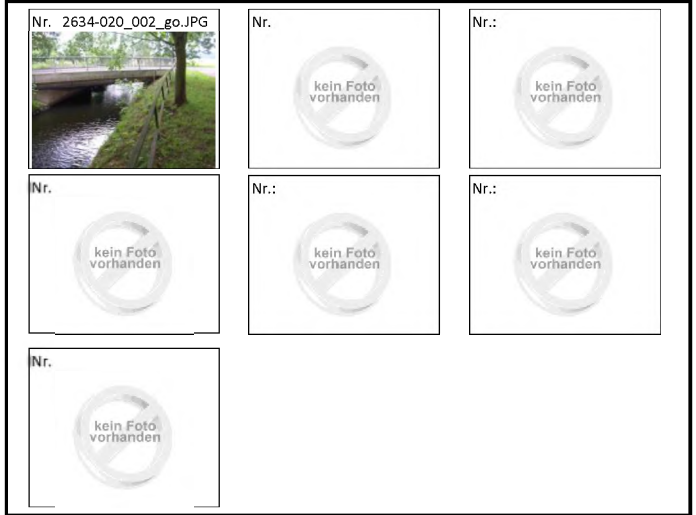 Nr. 2634-020_002_go.JPG
Nr.
kein Foto
vorhanden
Nr.:
kein Foto
vorhanden
Nr.
kein Foto
vorhanden
Nr.:
kein Foto
vorhanden
Nr.:
kein Foto
vorhanden
Nr.
kein Foto
vorhanden